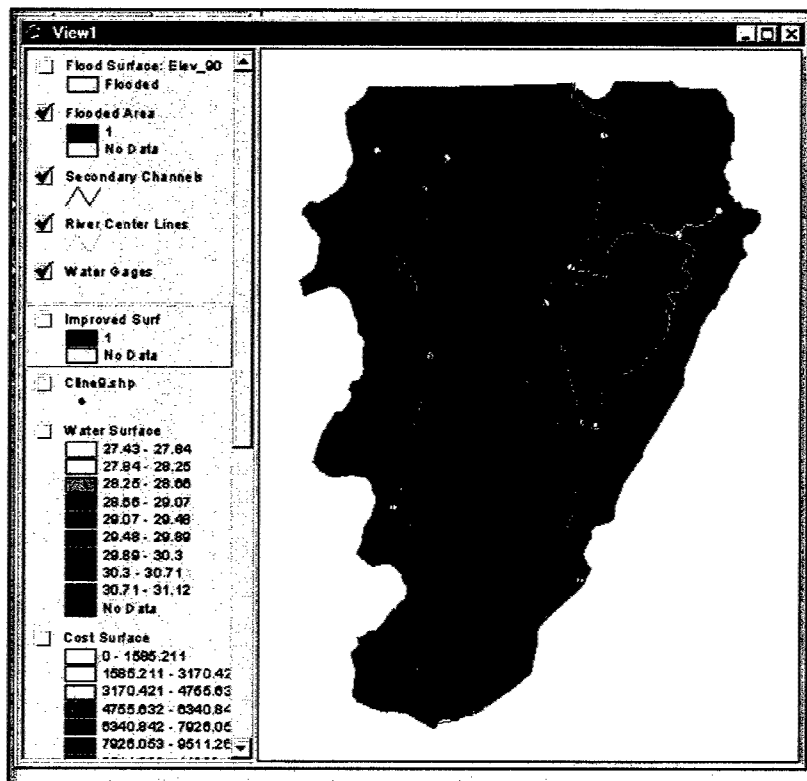 View1
Flood Surface: Elev_90
Flooded
Flooded Area
1
No Data
Secondary Channels
River Center Lines
Water Gages
Improved Surf
1
No Data
Cline9.shp
Water Surface
27.43 - 27.84
27.84 - 28.25
28.25 - 28.66
28.66 - 29.07
29.07 - 29.48
29.48 - 29.89
29.89 - 30.3
30.3 - 30.71
30.71 - 31.12
No Data
Cost Surface
0 - 1585.211
1585.211 - 3170.42
3170.421 - 4755.63
4755.632 - 6340.84
6340.842 - 7926.05
7926.053 - 9511.26